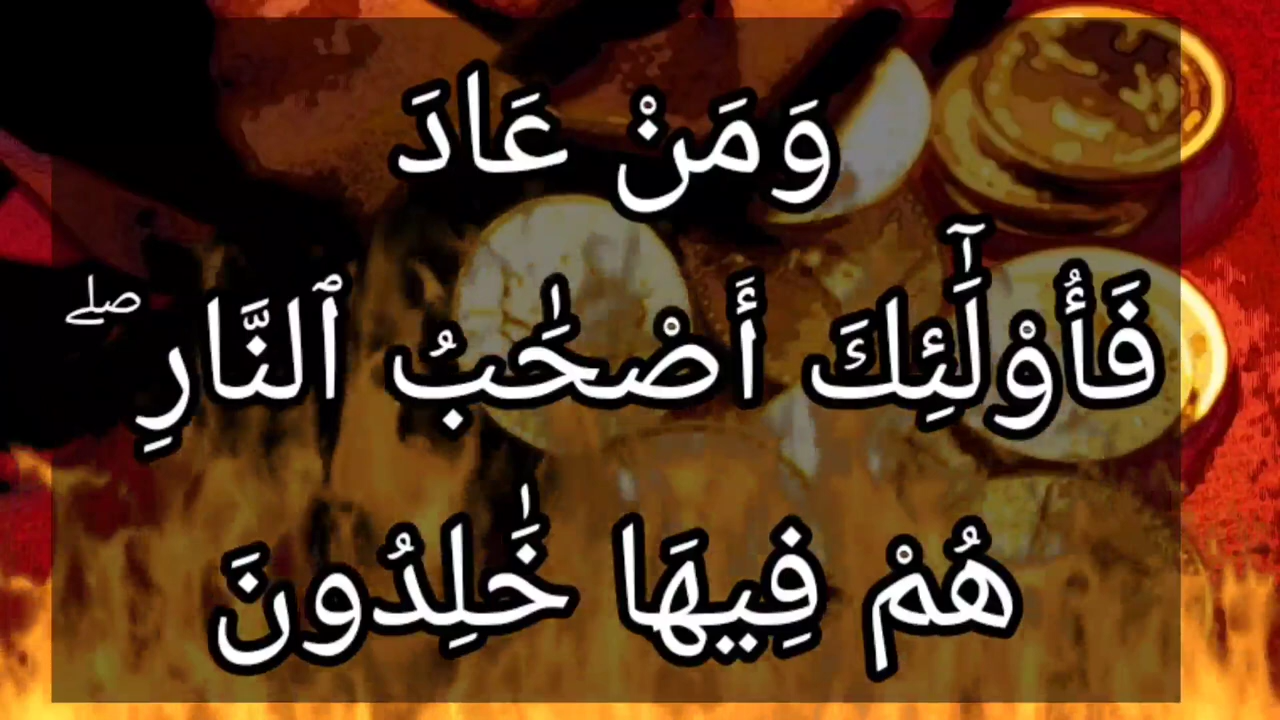 وَمَنْ عَادَ
فَأُوْلَٰٓئِكَ أَصْحَٰبُ ٱلنَّارِ ۖ
هُمْ فِيهَا خَٰلِدُونَ